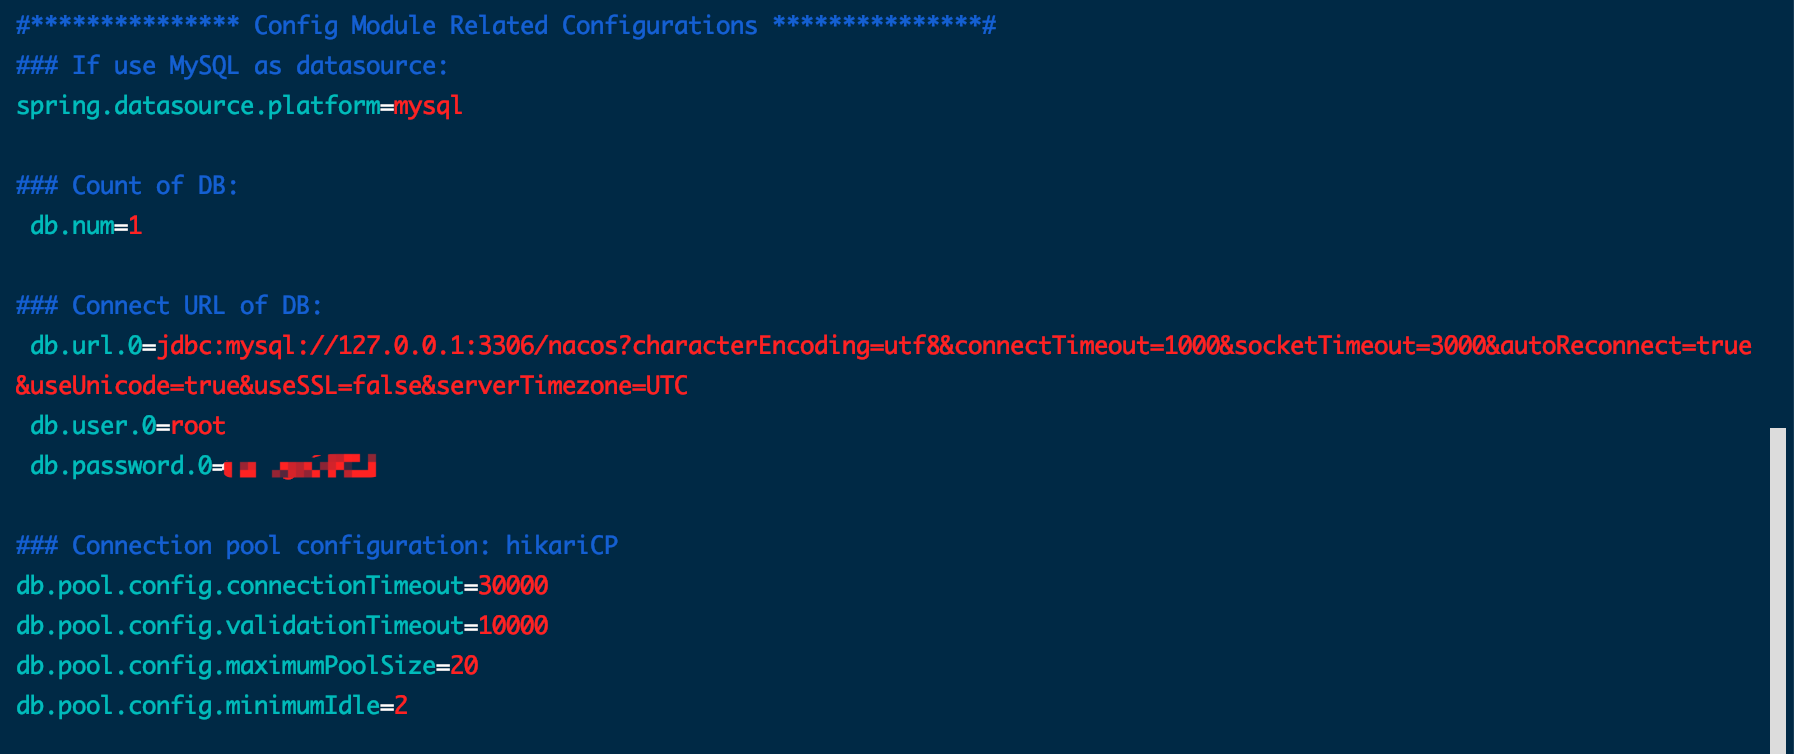 #*************** Config Module Related Configurations ***************#
### If use MySQL as datasource:
spring.datasource.platform=mysql
### Count of DB:
db.num=1
### Connect URL of DB:
db.url.0=jdbc:mysql://127.0.0.1:3306/nacos?characterEncoding=utf8&connectTimeout=1000&socketTimeout=3000&autoReconnect=true
&useUnicode=true&useSSL=false&serverTimezone=UTC
db.user.0=root
db.password.0=
### Connection pool configuration: hikariCP
db.pool.config.connectionTimeout=30000
db.pool.config.validationTimeout=10000
db.pool.config.maximumPoolSize=20
db.pool.config.minimumIdle=2